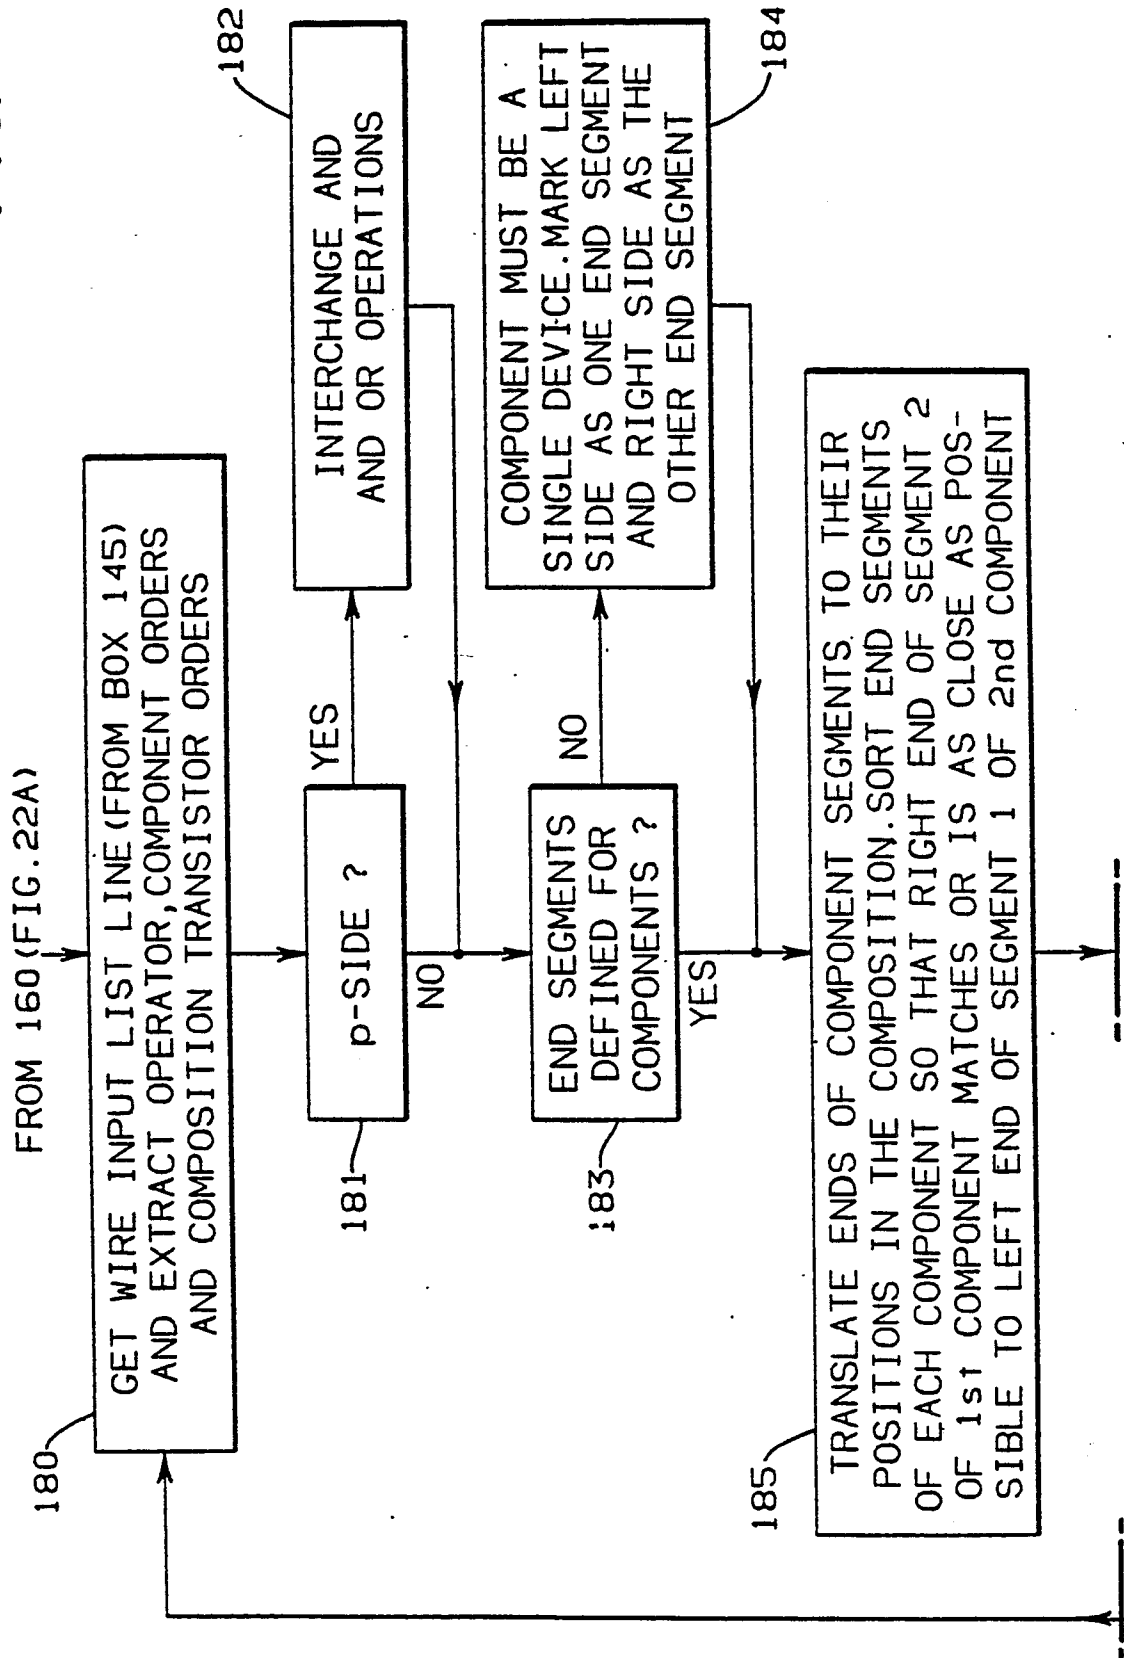 FROM 160(FIG.22A)
180
GET WIRE INPUT LIST LINE(FROM BOX 145)
AND EXTRACT OPERATOR,COMPONENT ORDERS
AND COMPOSITION TRANSISTOR ORDERS
181
p-SIDE ?
YES
NO
182
INTERCHANGE AND
AND OR OPERATIONS
183
END SEGMENTS
DEFINED FOR
COMPONENTS ?
NO
YES
184
COMPONENT MUST BE A
SINGLE DEVICE.MARK LEFT
SIDE AS ONE END SEGMENT
AND RIGHT SIDE AS THE
OTHER END SEGMENT
185
TRANSLATE ENDS OF COMPONENT SEGMENTS TO THEIR
POSITIONS IN THE COMPOSITION.SORT END SEGMENTS
OF EACH COMPONENT SO THAT RIGHT END OF SEGMENT 2
OF 1st COMPONENT MATCHES OR IS AS CLOSE AS POS-
SIBLE TO LEFT END OF SEGMENT 1 OF 2nd COMPONENT